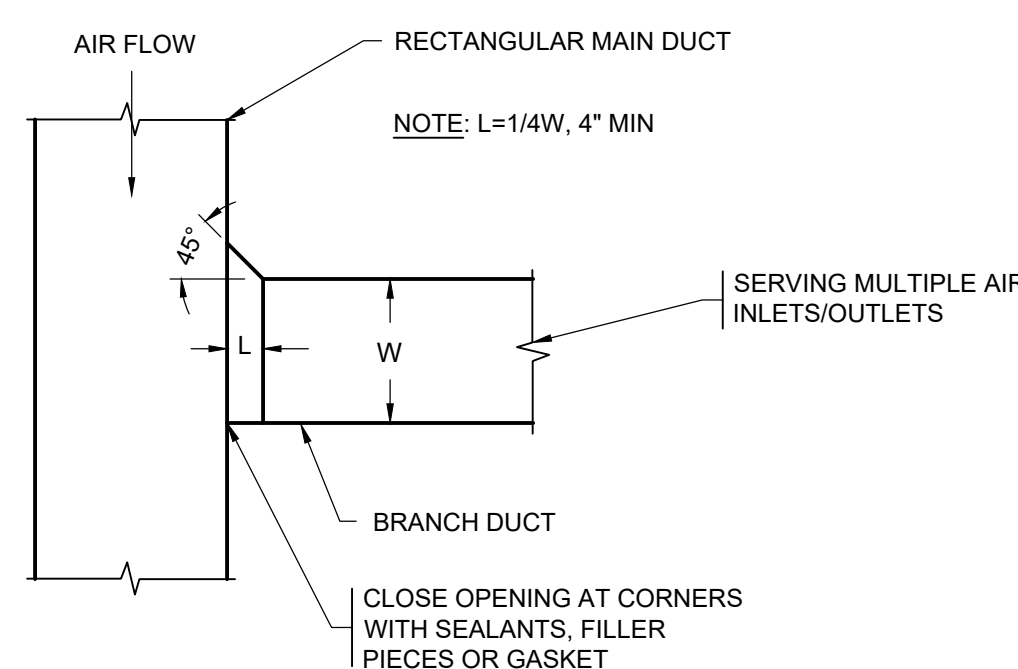 AIR FLOW
RECTANGULAR MAIN DUCT
NOTE: L=1/4W, 4" MIN
45°
SERVING MULTIPLE AIR
INLETS/OUTLETS
L
W
BRANCH DUCT
CLOSE OPENING AT CORNERS
WITH SEALANTS, FILLER
PIECES OR GASKET